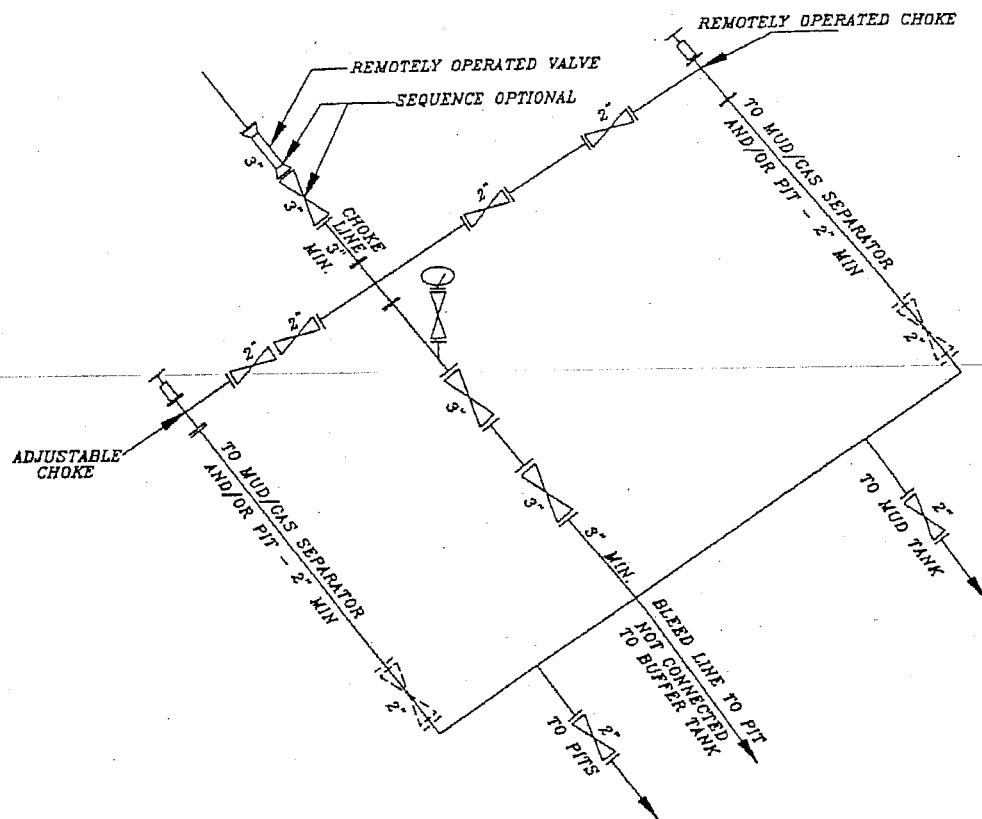 REMOTELY OPERATED CHOKE
REMOTELY OPERATED VALVE
SEQUENCE OPTIONAL
3"
3"
CHOKE
LINE
3"
MIN.
2"
2"
TO MUD/GAS SEPARATOR
AND/OR PIT - 2" MIN
2"
2"
2"
3"
3"
3" MIN.
ADJUSTABLE
CHOKE
TO MUD/GAS SEPARATOR
AND/OR PIT - 2" MIN
2"
2"
TO MUD TANK
BLEED LINE TO PIT
NOT CONNECTED
TO BUFFER TANK
2"
TO PITS